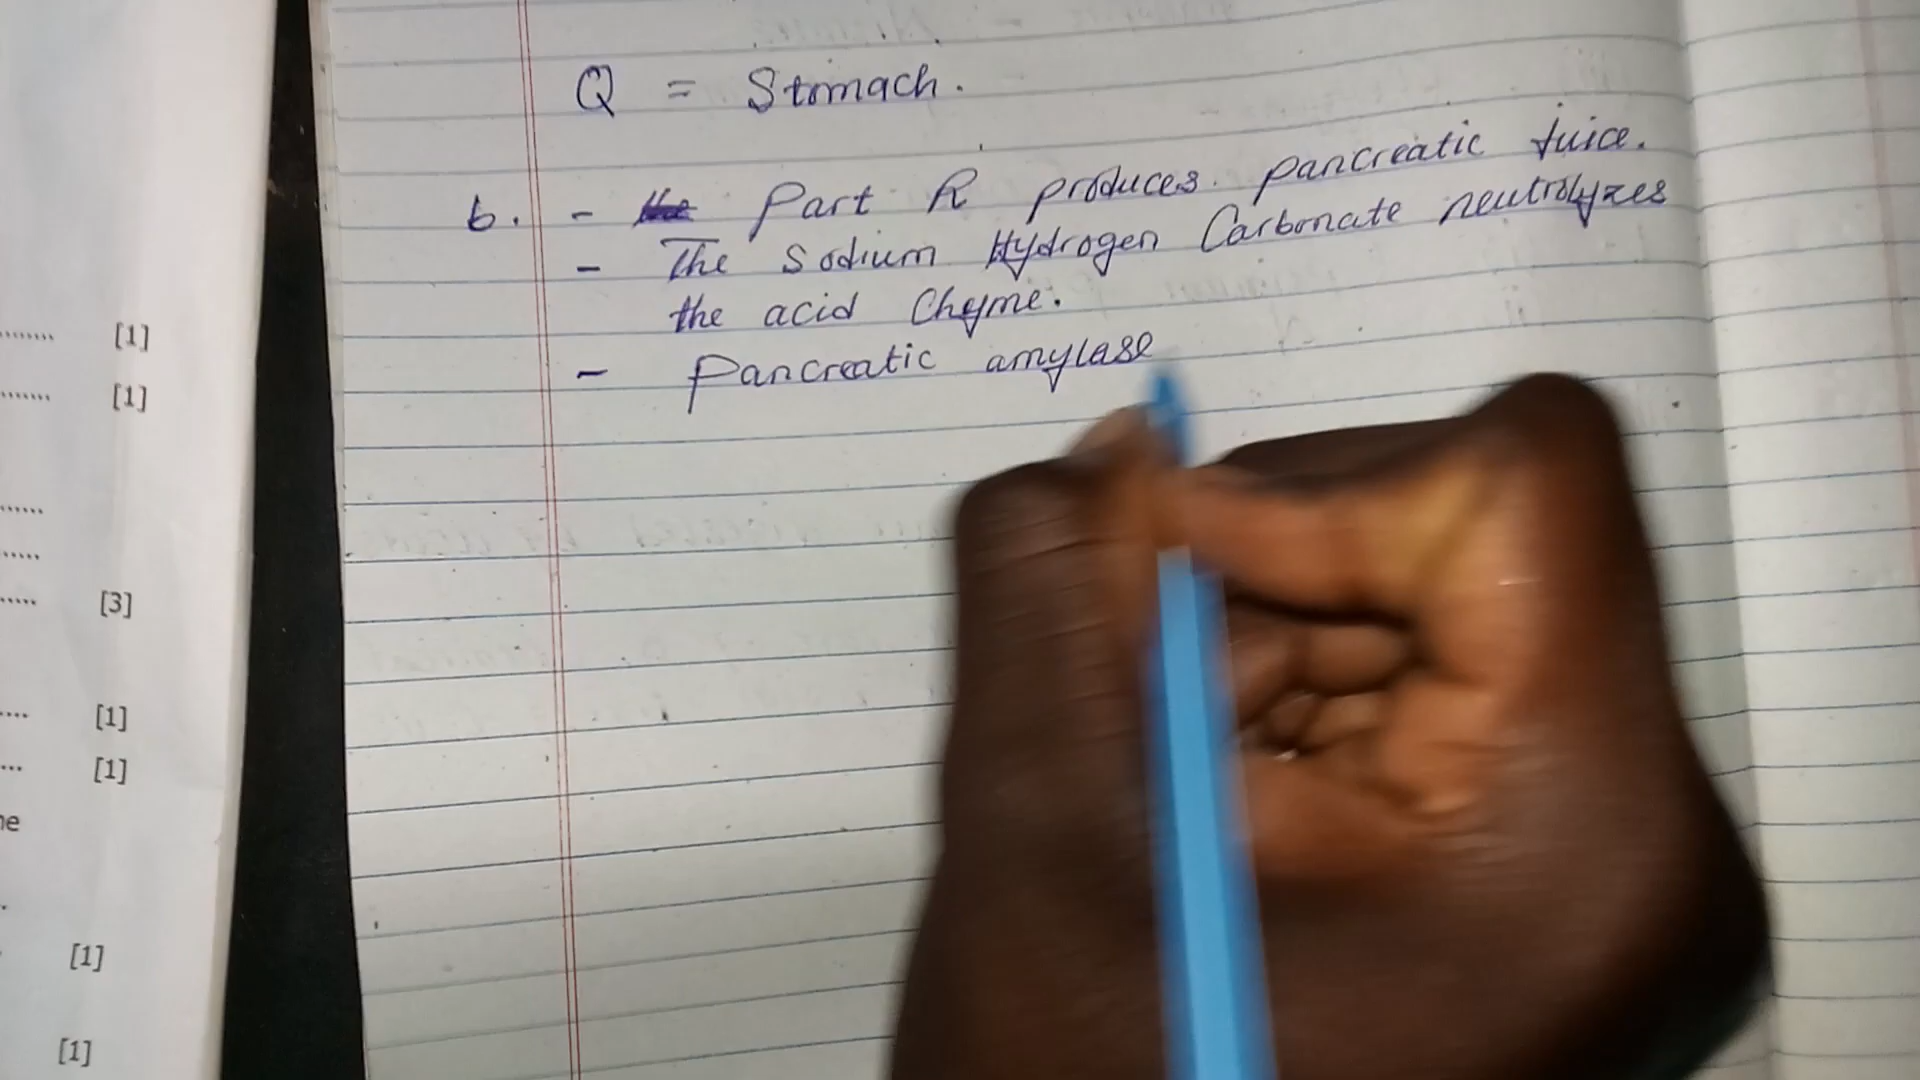 Q = Stomach.
b. - Part R produces. pancreatic juice.
- The Sodium Hydrogen Carbonate neutrolyzes
the acid Chyme.
- Pancreatic amylase
[1]
[1]
[3]
[1]
[1]
[1]
[1]